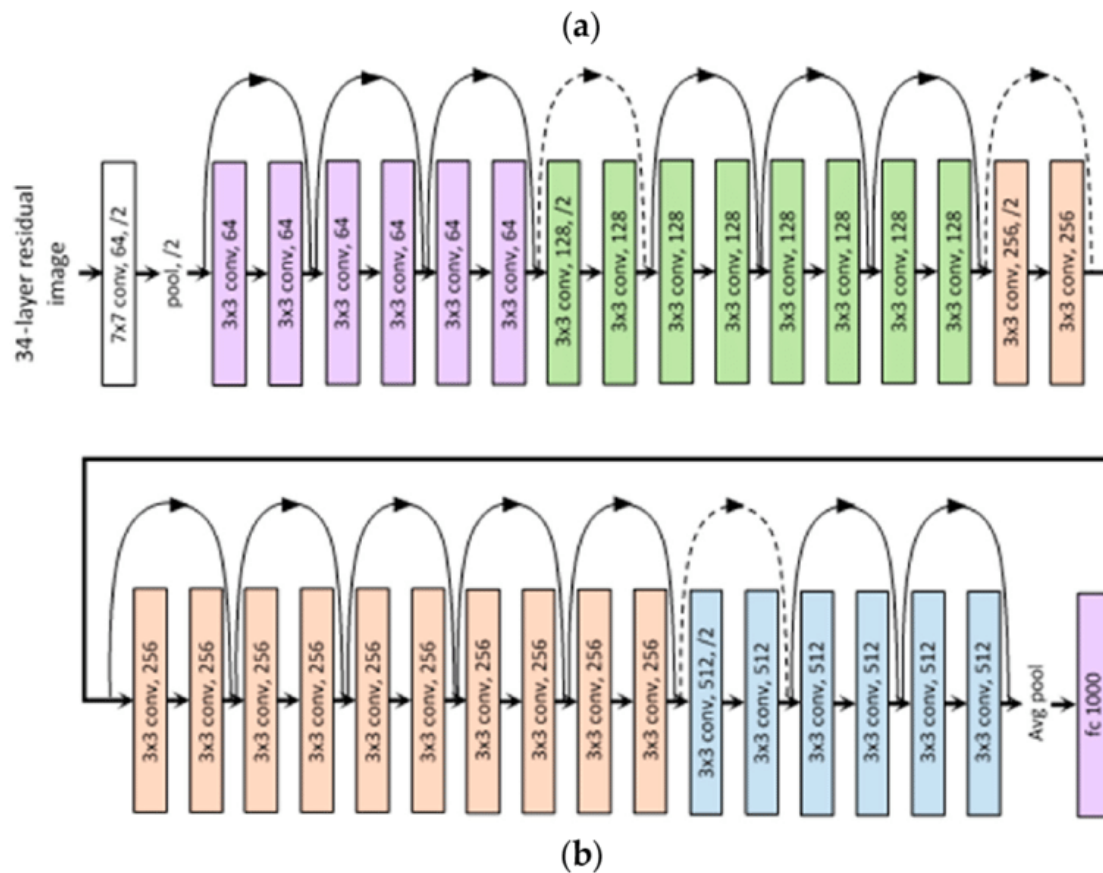 (a)
34-layer residual
image
7x7 conv, 64, /2
pool, /2
3x3 conv, 64
3x3 conv, 64
3x3 conv, 64
3x3 conv, 64
3x3 conv, 64
3x3 conv, 64
3x3 conv, 128, /2
3x3 conv, 128
3x3 conv, 128
3x3 conv, 128
3x3 conv, 128
3x3 conv, 128
3x3 conv, 128
3x3 conv, 128
3x3 conv, 256, /2
3x3 conv, 256
3x3 conv, 256
3x3 conv, 256
3x3 conv, 256
3x3 conv, 256
3x3 conv, 256
3x3 conv, 256
3x3 conv, 256
3x3 conv, 256
3x3 conv, 256
3x3 conv, 256
3x3 conv, 512, /2
3x3 conv, 512
3x3 conv, 512
3x3 conv, 512
3x3 conv, 512
3x3 conv, 512
Avg pool
fc 1000
(b)